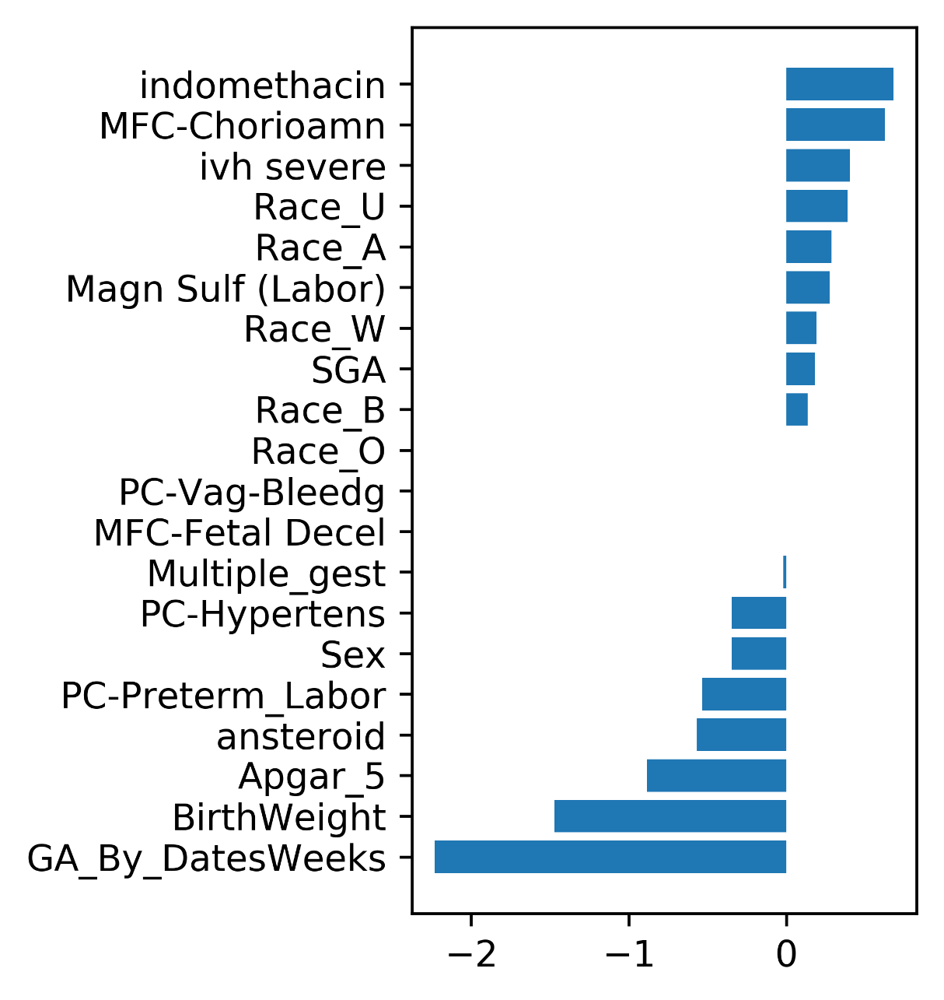 indomethacin
MFC-Chorioamn
ivh severe
Race_U
Race_A
Magn Sulf (Labor)
Race_W
SGA
Race_B
Race_O
PC-Vag-Bleedg
MFC-Fetal Decel
Multiple_gest
PC-Hypertens
Sex
PC-Preterm_Labor
ansteroid
Apgar_5
BirthWeight
GA_By_DatesWeeks
−2 −1 0